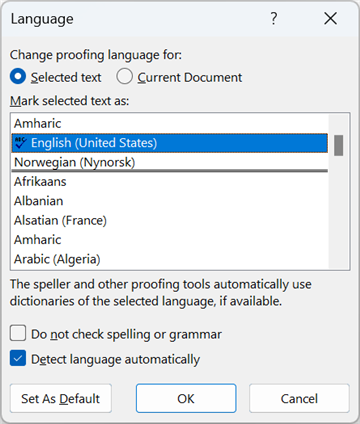 Language
?
Change proofing language for:
Selected text
Current Document
Mark selected text as:
Amharic
English (United States)
Norwegian (Nynorsk)
Afrikaans
Albanian
Alsatian (France)
Amharic
Arabic (Algeria)
The speller and other proofing tools automatically use
dictionaries of the selected language, if available.
Do not check spelling or grammar
Detect language automatically
Set As Default
OK
Cancel